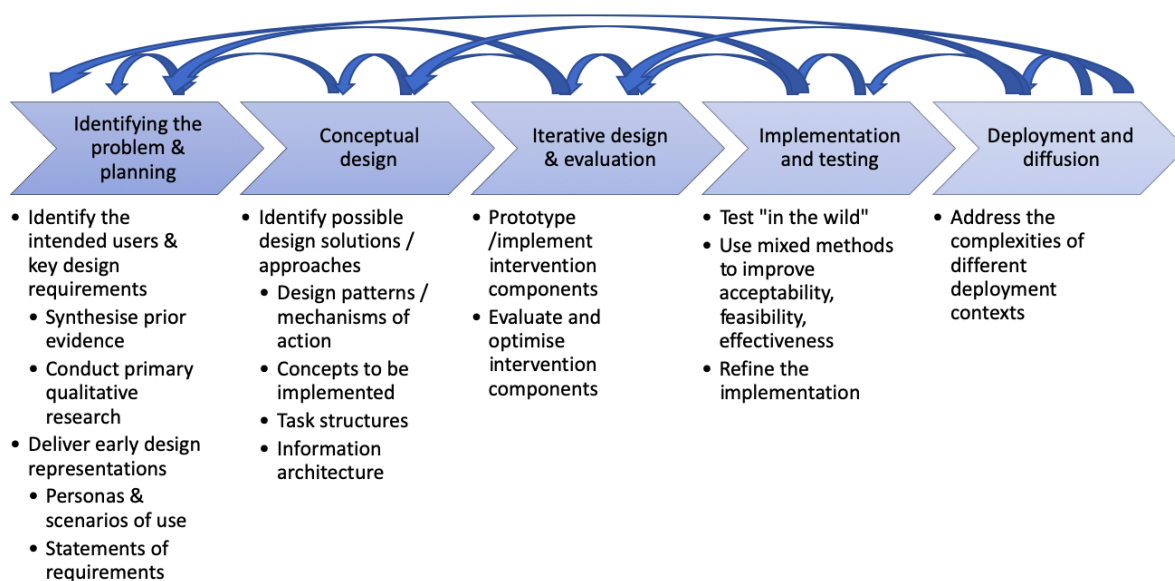 Identifying the
problem &
planning
Conceptual
design
Iterative design
& evaluation
Implementation
and testing
Deployment and
diffusion
• Identify the
intended users &
key design
requirements
• Synthesise prior
evidence
• Conduct primary
qualitative
research
• Deliver early design
representations
• Personas &
scenarios of use
• Statements of
requirements
• Identify possible
design solutions /
approaches
• Design patterns /
mechanisms of
action
• Concepts to be
implemented
• Task structures
• Information
architecture
• Prototype
/implement
intervention
components
• Evaluate and
optimise
intervention
components
• Test "in the wild"
• Use mixed methods
to improve
acceptability,
feasibility,
effectiveness
• Refine the
implementation
• Address the
complexities of
different
deployment
contexts